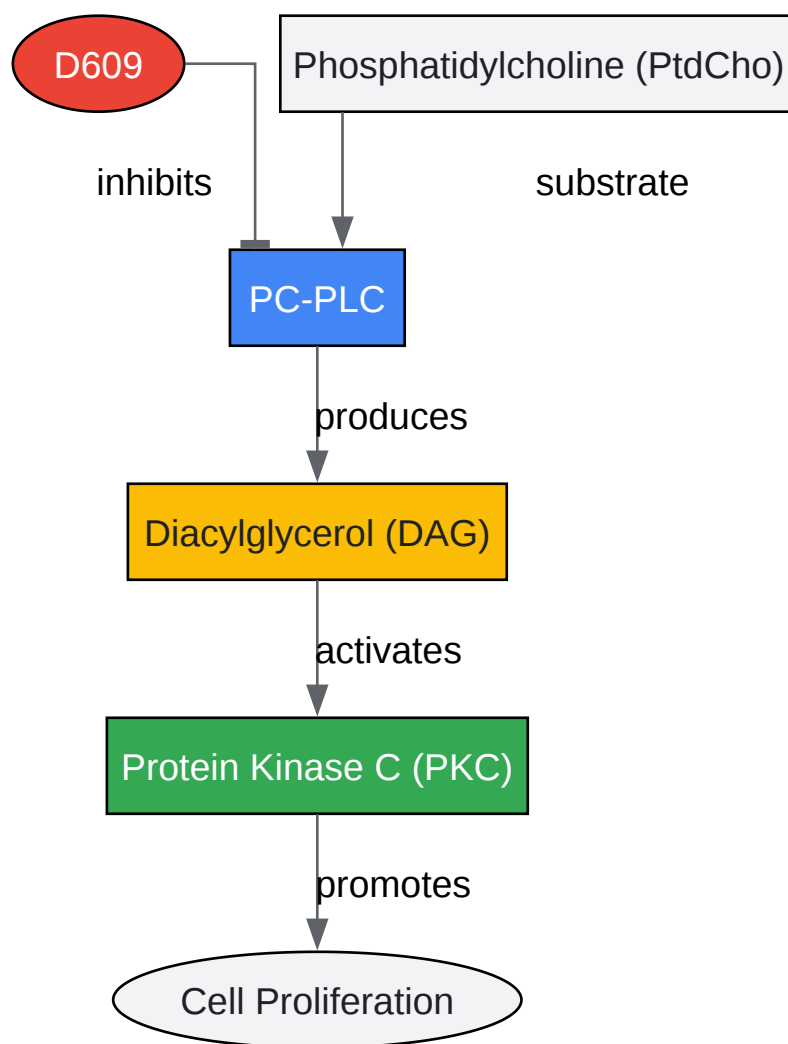 D609
Phosphatidylcholine (PtdCho)
inhibits
substrate
PC-PLC
produces
Diacylglycerol (DAG)
activates
Protein Kinase C (PKC)
promotes
Cell Proliferation